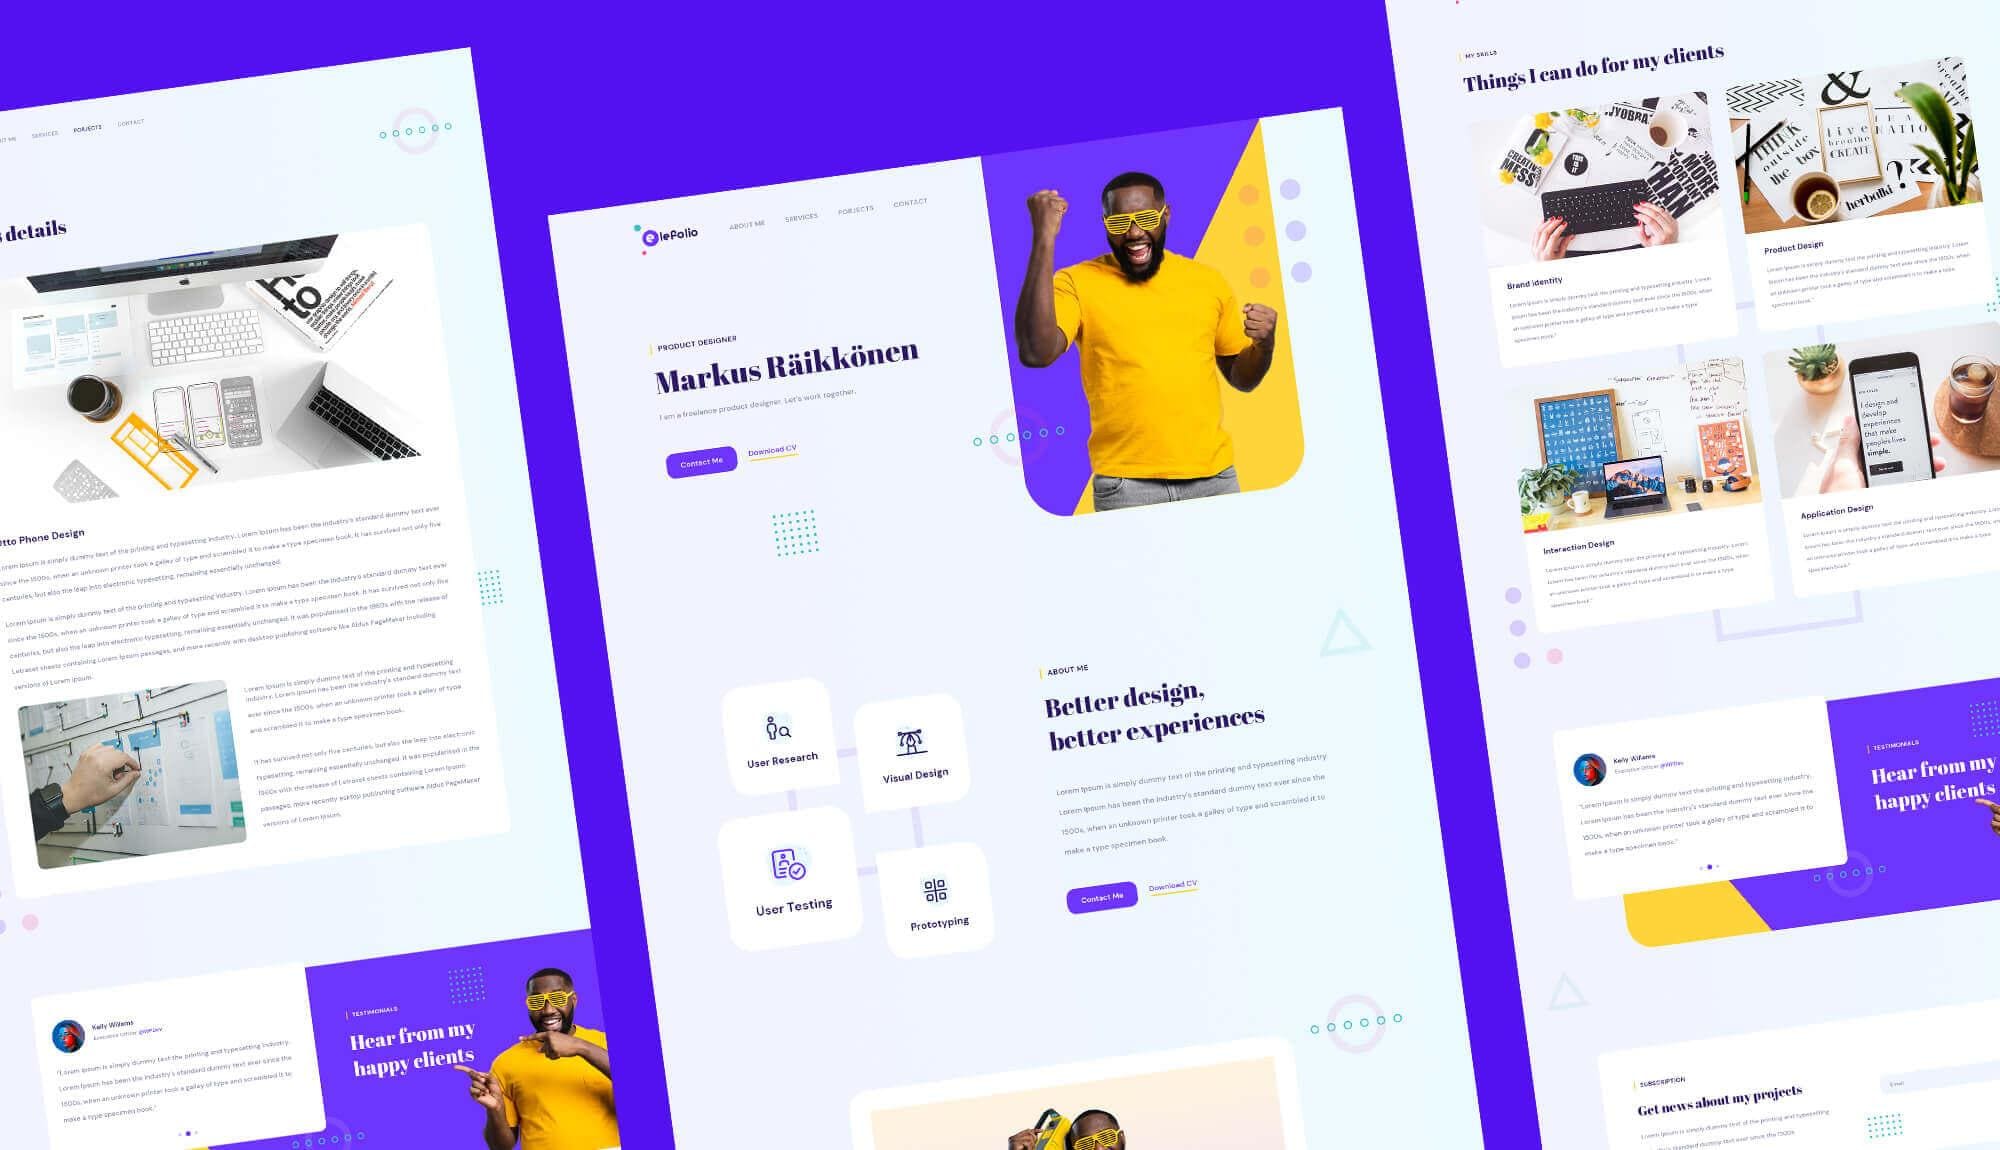 UT ME
SERVICES
PORJECTS
CONTACT
details
tto Phone Design
Lorem Ipsum is simply dummy text of the printing and typesetting industry. Lorem Ipsum has been the industry's standard dummy text ever
since the 1500s, when an unknown printer took a galley of type and scrambled it to make a type specimen book. It has survived not only five
centuries, but also the leap into electronic typesetting, remaining essentially unchanged.
Lorem Ipsum is simply dummy text of the printing and typesetting industry. Lorem Ipsum has been the industry's standard dummy text ever
since the 1500s, when an unknown printer took a galley of type and scrambled it to make a type specimen book. It has survived not only five
centuries, but also the leap into electronic typesetting, remaining essentially unchanged. It was popularised in the 1960s with the release of
Letraset sheets containing Lorem Ipsum passages, and more recently with desktop publishing software like Aldus PageMaker including
versions of Lorem Ipsum.
Lorem Ipsum is simply dummy text of the printing and typesetting
industry. Lorem Ipsum has been the industry's standard dummy text
ever since the 1500s, when an unknown printer took a galley of type
and scrambled it to make a type specimen book.
It has survived not only five centuries, but also the leap into electronic
typesetting, remaining essentially unchanged. It was popularised in the
1960s with the release of Letraset sheets containing Lorem Ipsum
passages, more recently
publishing software Aldus PageMaker
versions of Lorem Ipsum.
Kelly Willams
Executive Officer @WPDev
"Lorem Ipsum is simply dummy text the printing and typesetting industry.
Lorem Ipsum has been the industry's standard dummy text ever since the
1500s, when an unknown printer took a galley of type and scrambled it to
make a type specimen book."
TESTIMONIALS
Hear from my
happy clients
elefolio
ABOUT ME
SERVICES
PORJECTS
CONTACT
PRODUCT DESIGNER
Markus Räikkönen
I am a freelance product designer. Let's work together.
Contact Me
Download CV
User Research
Visual Design
User Testing
Prototyping
ABOUT ME
Better design,
better experiences
Lorem Ipsum is simply dummy text of the printing and typesetting industry
Lorem Ipsum has been the industry's standard dummy text ever since the
1500s, when an unknown printer took a galley of type and scrambled it to
make a type specimen book.
Contact Me
Download CV
MY SKILLS
Things I can do for my clients
CREATIVE
MESS
THIS
IS
IT
Brand identity
Lorem Ipsum is simply dummy text the printing and typesetting industry. Lorem
Ipsum has been the industry's standard dummy text ever since the 1500s, when
an unknown printer took a galley of type and scrambled it to make a type
specimen book."
&
THINK
outside
the box
live
breathe
CREATE
herbatki
?
Product Design
Lorem Ipsum is simply dummy text the printing and typesetting industry. Lorem
Ipsum has been the industry's standard dummy text ever since the 1500s, when
an unknown printer took a galley of type and scrambled it to make a type
specimen book."
Interaction Design
Lorem Ipsum is simply dummy text the printing and typesetting industry. Lorem
Ipsum has been the industry's standard dummy text ever since the 1500s, when
an unknown printer took a galley of type and scrambled it to make a type
specimen book."
I design and
develop
experiences
that make
people's lives
simple.
Application Design
Lorem Ipsum is simply dummy text the printing and typesetting industry. Lorem
Ipsum has been the industry's standard dummy text ever since the 1500s, when
an unknown printer took a galley of type and scrambled it to make a type
specimen book."
Kelly Willams
Executive Officer @WPDev
"Lorem Ipsum is simply dummy text the printing and typesetting industry.
Lorem Ipsum has been the industry's standard dummy text ever since the
1500s, when an unknown printer took a galley of type and scrambled it to
make a type specimen book."
TESTIMONIALS
Hear from my
happy clients
SUBSCRIPTION
Get news about my projects
Lorem Ipsum is simply dummy text of the printing and typesetting
standard dummy text ever since the 1500s
Email